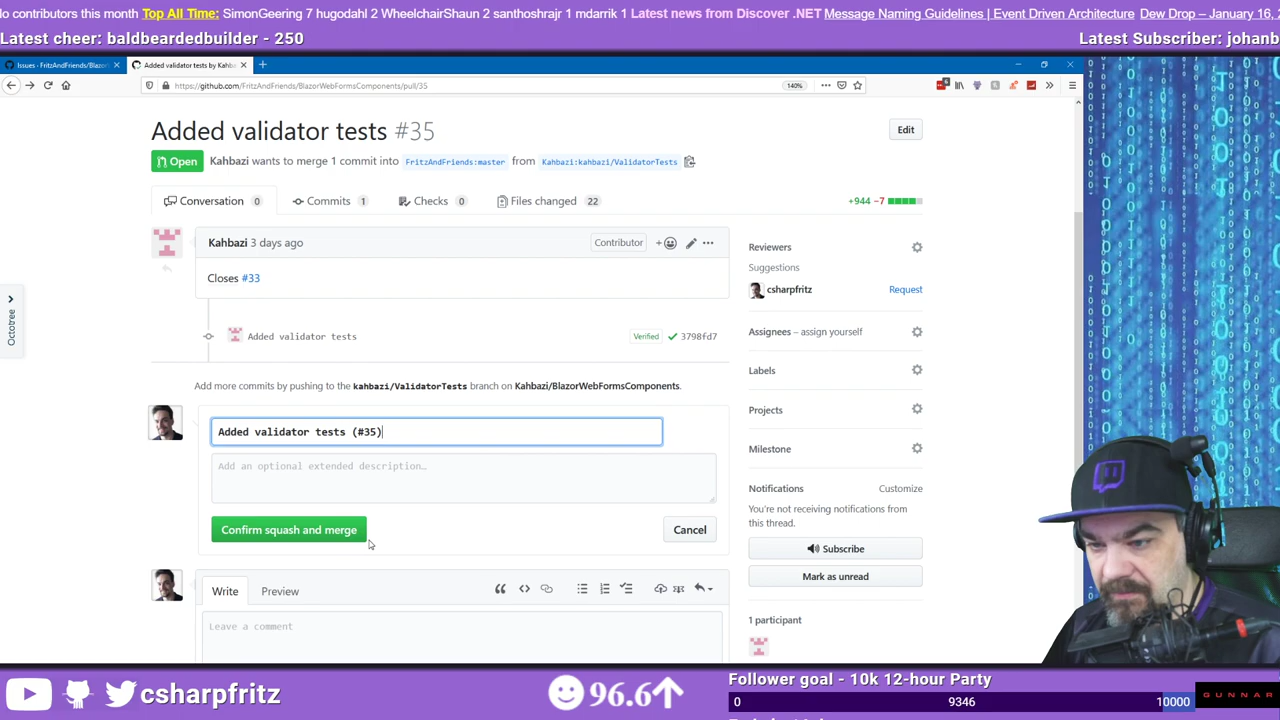 o contributors this month Top All Time: SimonGeering 7 hugodahl 2 WheelchairShaun 2 santhoshrajr 1 mdarrik 1 Latest news from Discover .NET Message Naming Guidelines | Event Driven Architecture Dew Drop – January 16, 2
Latest cheer: baldbeardedbuilder - 250
Latest Subscriber: johanb
Issues - FritzAndFriends/Blazor
Added validator tests by Kahba
https://github.com/FritzAndFriends/BlazorWebFormsComponents/pull/35
140%
Added validator tests #35
Edit
Open
Kahbazi wants to merge 1 commit into FritzAndFriends:master from Kahbazi:kahbazi/ValidatorTests
Conversation 0
Commits 1
Checks 0
Files changed 22
+944 −7
Kahbazi 3 days ago
Contributor
Closes #33
Added validator tests
Verified
3798fd7
Add more commits by pushing to the kahbazi/ValidatorTests branch on Kahbazi/BlazorWebFormsComponents.
Added validator tests (#35)
Add an optional extended description…
Confirm squash and merge
Cancel
Write
Preview
Leave a comment
Reviewers
Suggestions
csharpfritz
Request
Assignees – assign yourself
Labels
Projects
Milestone
Notifications
Customize
You're not receiving notifications from
this thread.
Subscribe
Mark as unread
1 participant
Octotree
csharpfritz
96.6
Follower goal - 10k 12-hour Party
0
9346
10000
GUNNAR